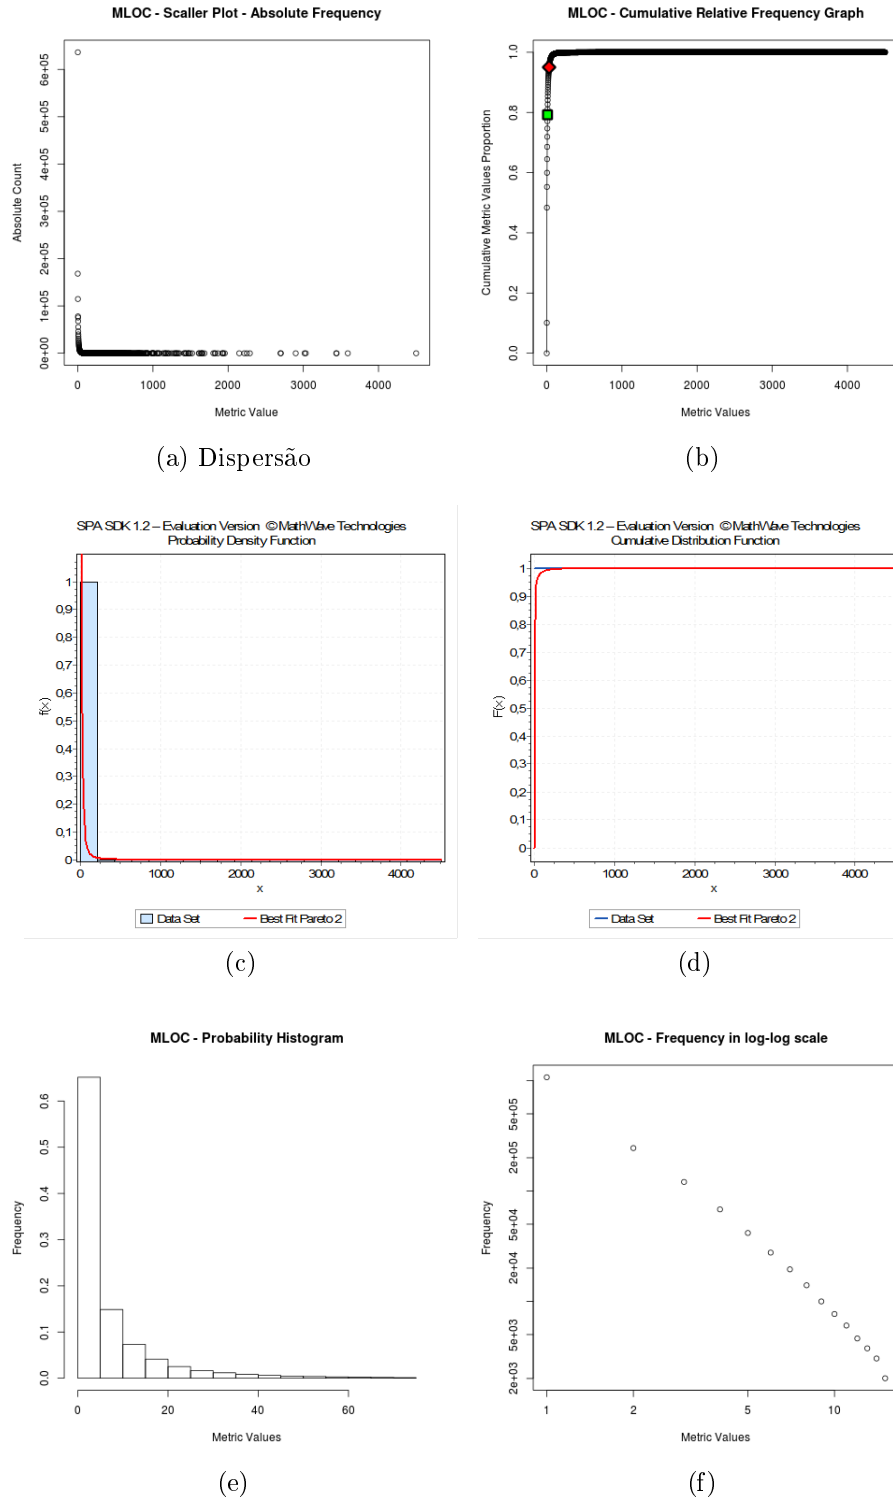 MLOC - Scaller Plot - Absolute Frequency
Absolute Count
0e+00 1e+05 2e+05 3e+05 4e+05 5e+05 6e+05
0 1000 2000 3000 4000
Metric Value
(a) Dispersão
MLOC - Cumulative Relative Frequency Graph
Cumulative Metric Values Proportion
0.0 0.2 0.4 0.6 0.8 1.0
0 1000 2000 3000 4000
Metric Values
(b)
SPA SDK 1.2 – Evaluation Version © MathWave Technologies
Probability Density Function
f(x)
1
0,9
0,8
0,7
0,6
0,5
0,4
0,3
0,2
0,1
0
0 1000 2000 3000 4000
x
Data Set Best Fit Pareto 2
(c)
SPA SDK 1.2 – Evaluation Version © MathWave Technologies
Cumulative Distribution Function
F(x)
1
0,9
0,8
0,7
0,6
0,5
0,4
0,3
0,2
0,1
0
0 1000 2000 3000 4000
x
Data Set Best Fit Pareto 2
(d)
MLOC - Probability Histogram
Frequency
0.0 0.1 0.2 0.3 0.4 0.5 0.6
0 20 40 60
Metric Values
(e)
MLOC - Frequency in log-log scale
Frequency
2e+03 5e+03 2e+04 5e+04 2e+05 5e+05
1 2 5 10
Metric Values
(f)